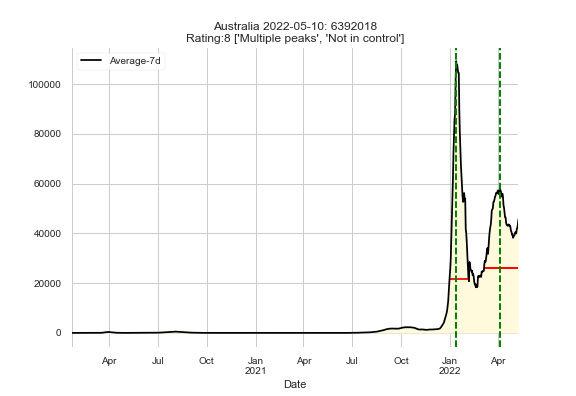 Australia 2022-05-10: 6392018
Rating:8 ['Multiple peaks', 'Not in control']
Average-7d
100000
80000
60000
40000
20000
0
Apr Jul Oct Jan Apr Jul Oct Jan Apr
2021 2022
Date